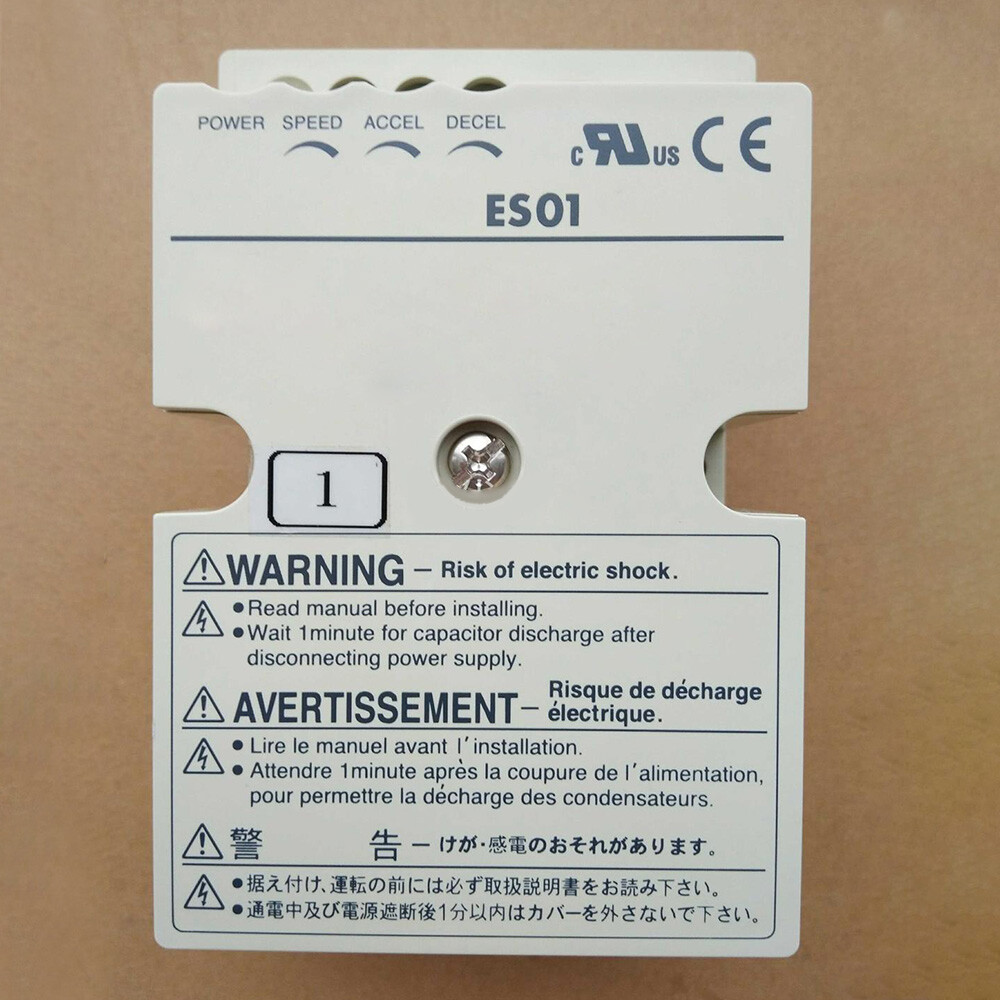 POWER SPEED ACCEL DECEL
c RU US CE
ES01
1
WARNING – Risk of electric shock.
●Read manual before installing.
●Wait 1minute for capacitor discharge after
disconnecting power supply.
AVERTISSEMENT – Risque de décharge
électrique.
● Lire le manuel avant l'installation.
● Attendre 1minute après la coupure de l'alimentation,
pour permettre la décharge des condensateurs.
警 告 – けが・感電のおそれがあります。
●据え付け、運転の前には必ず取扱説明書をお読み下さい。
●通電中及び電源遮断後1分以内はカバーを外さないで下さい。